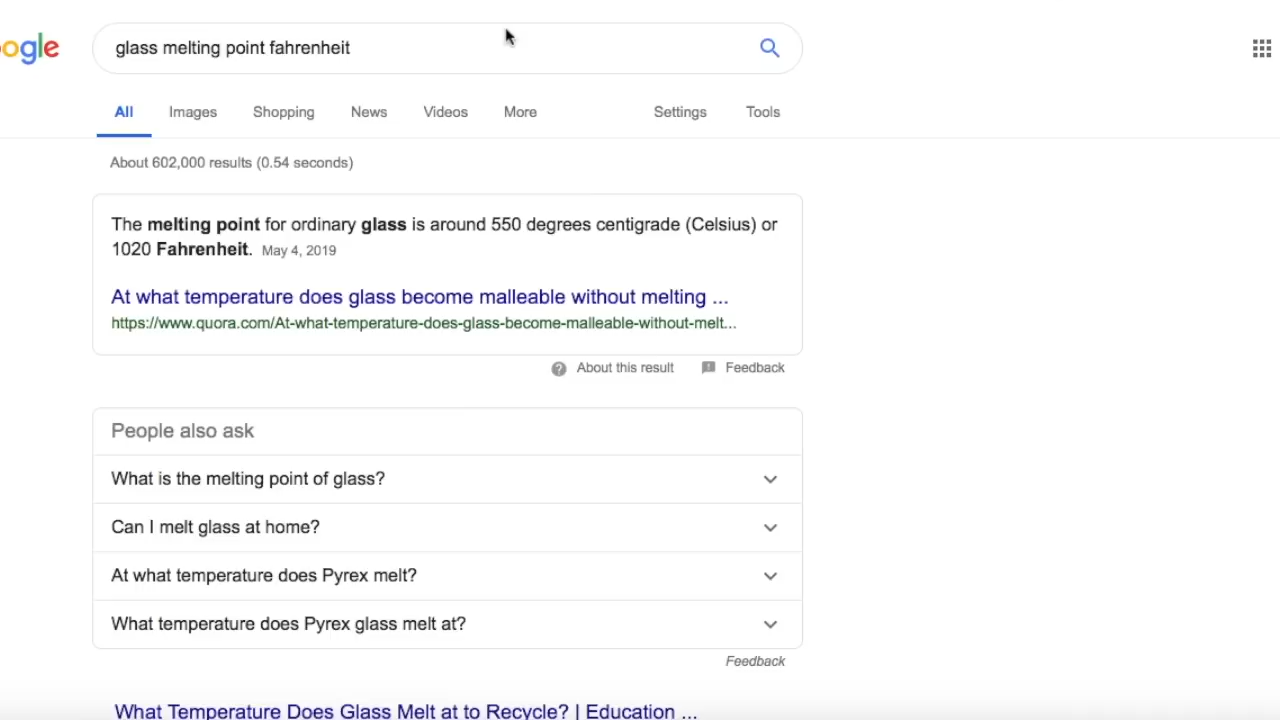 ogle
glass melting point fahrenheit
All Images Shopping News Videos More Settings Tools
About 602,000 results (0.54 seconds)
The melting point for ordinary glass is around 550 degrees centigrade (Celsius) or
1020 Fahrenheit. May 4, 2019
At what temperature does glass become malleable without melting ...
https://www.quora.com/At-what-temperature-does-glass-become-malleable-without-melt...
About this result Feedback
People also ask
What is the melting point of glass?
Can I melt glass at home?
At what temperature does Pyrex melt?
What temperature does Pyrex glass melt at?
Feedback
What Temperature Does Glass Melt at to Recycle? | Education ...